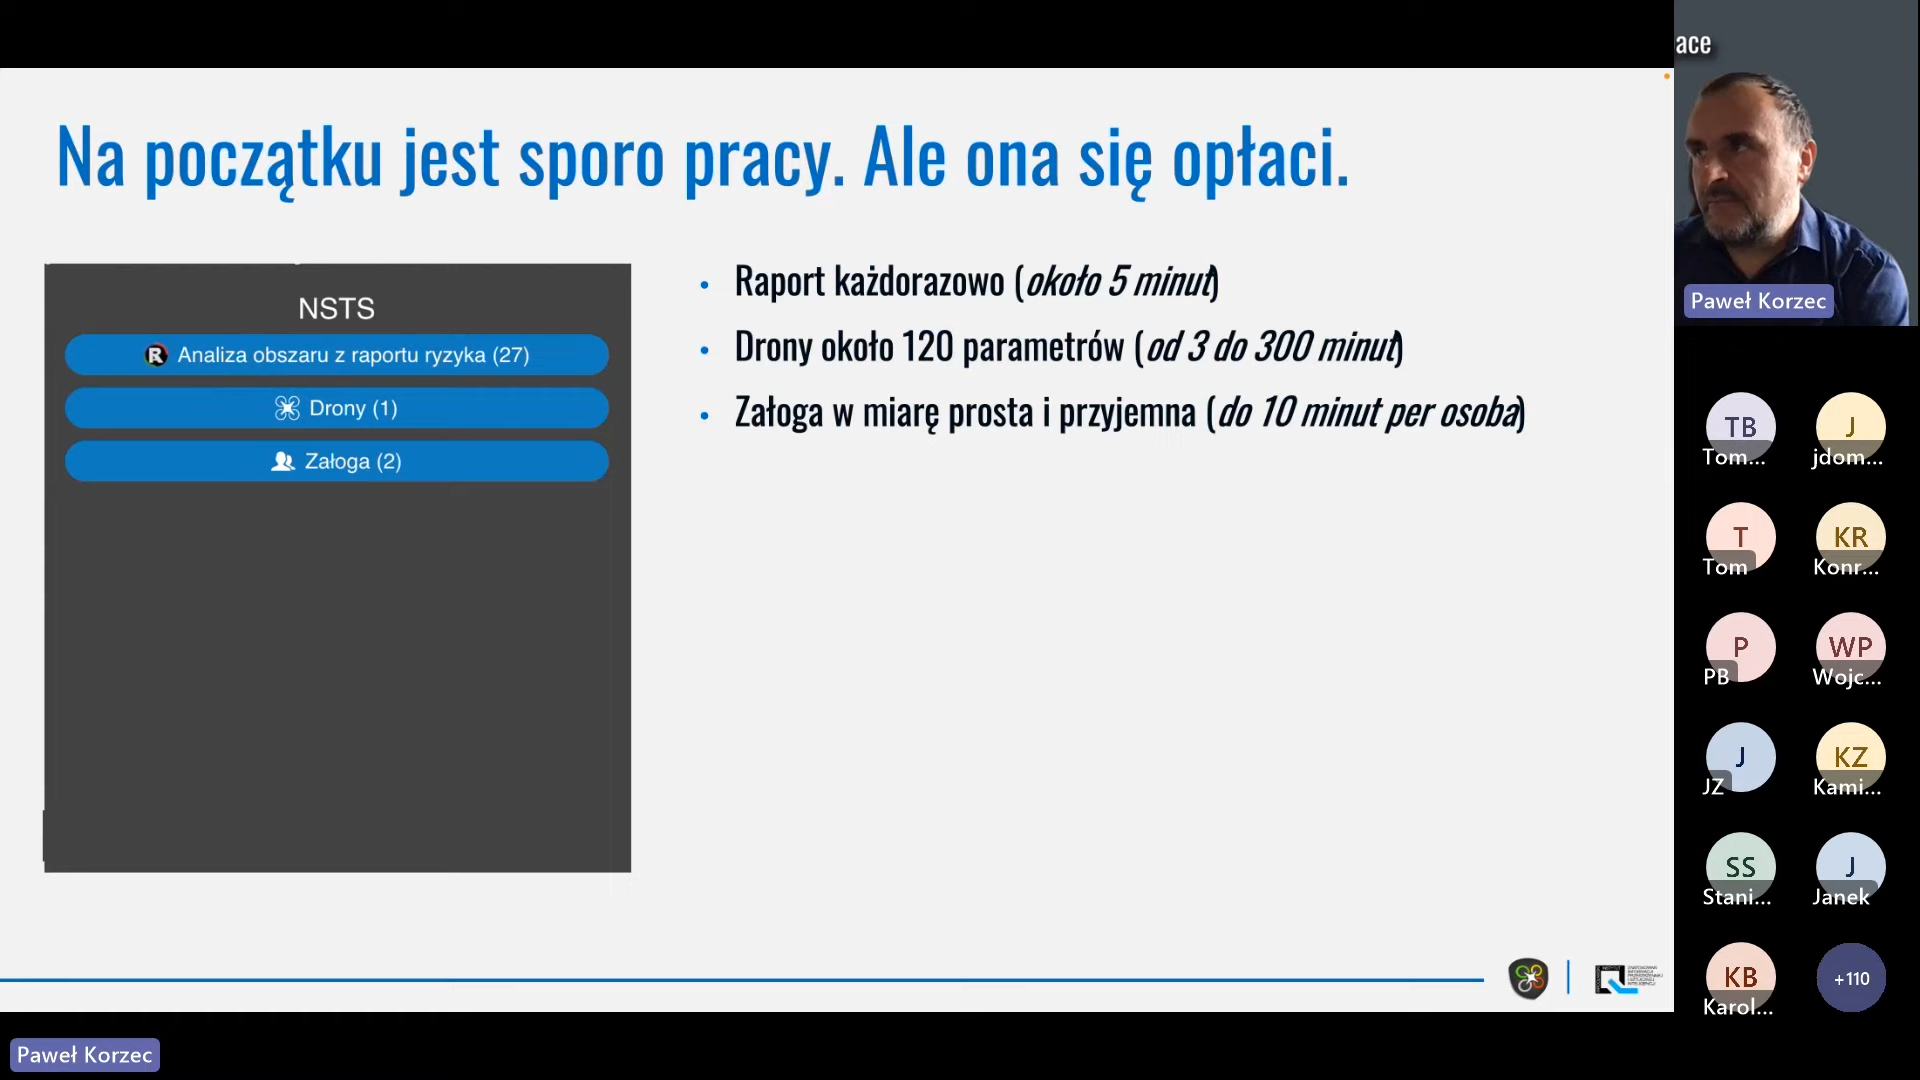 ace
Na początku jest sporo pracy. Ale ona się opłaci.
NSTS
Analiza obszaru z raportu ryzyka (27)
Drony (1)
Załoga (2)
• Raport każdorazowo (około 5 minut)
• Drony około 120 parametrów (od 3 do 300 minut)
• Załoga w miarę prosta i przyjemna (do 10 minut per osoba)
Paweł Korzec
TB
Tom...
J
jdom...
T
Tom
KR
Konr...
P
PB
WP
Wojc...
J
JZ
KZ
Kami...
SS
Stani...
J
Janek
KB
Karol...
+110
Paweł Korzec